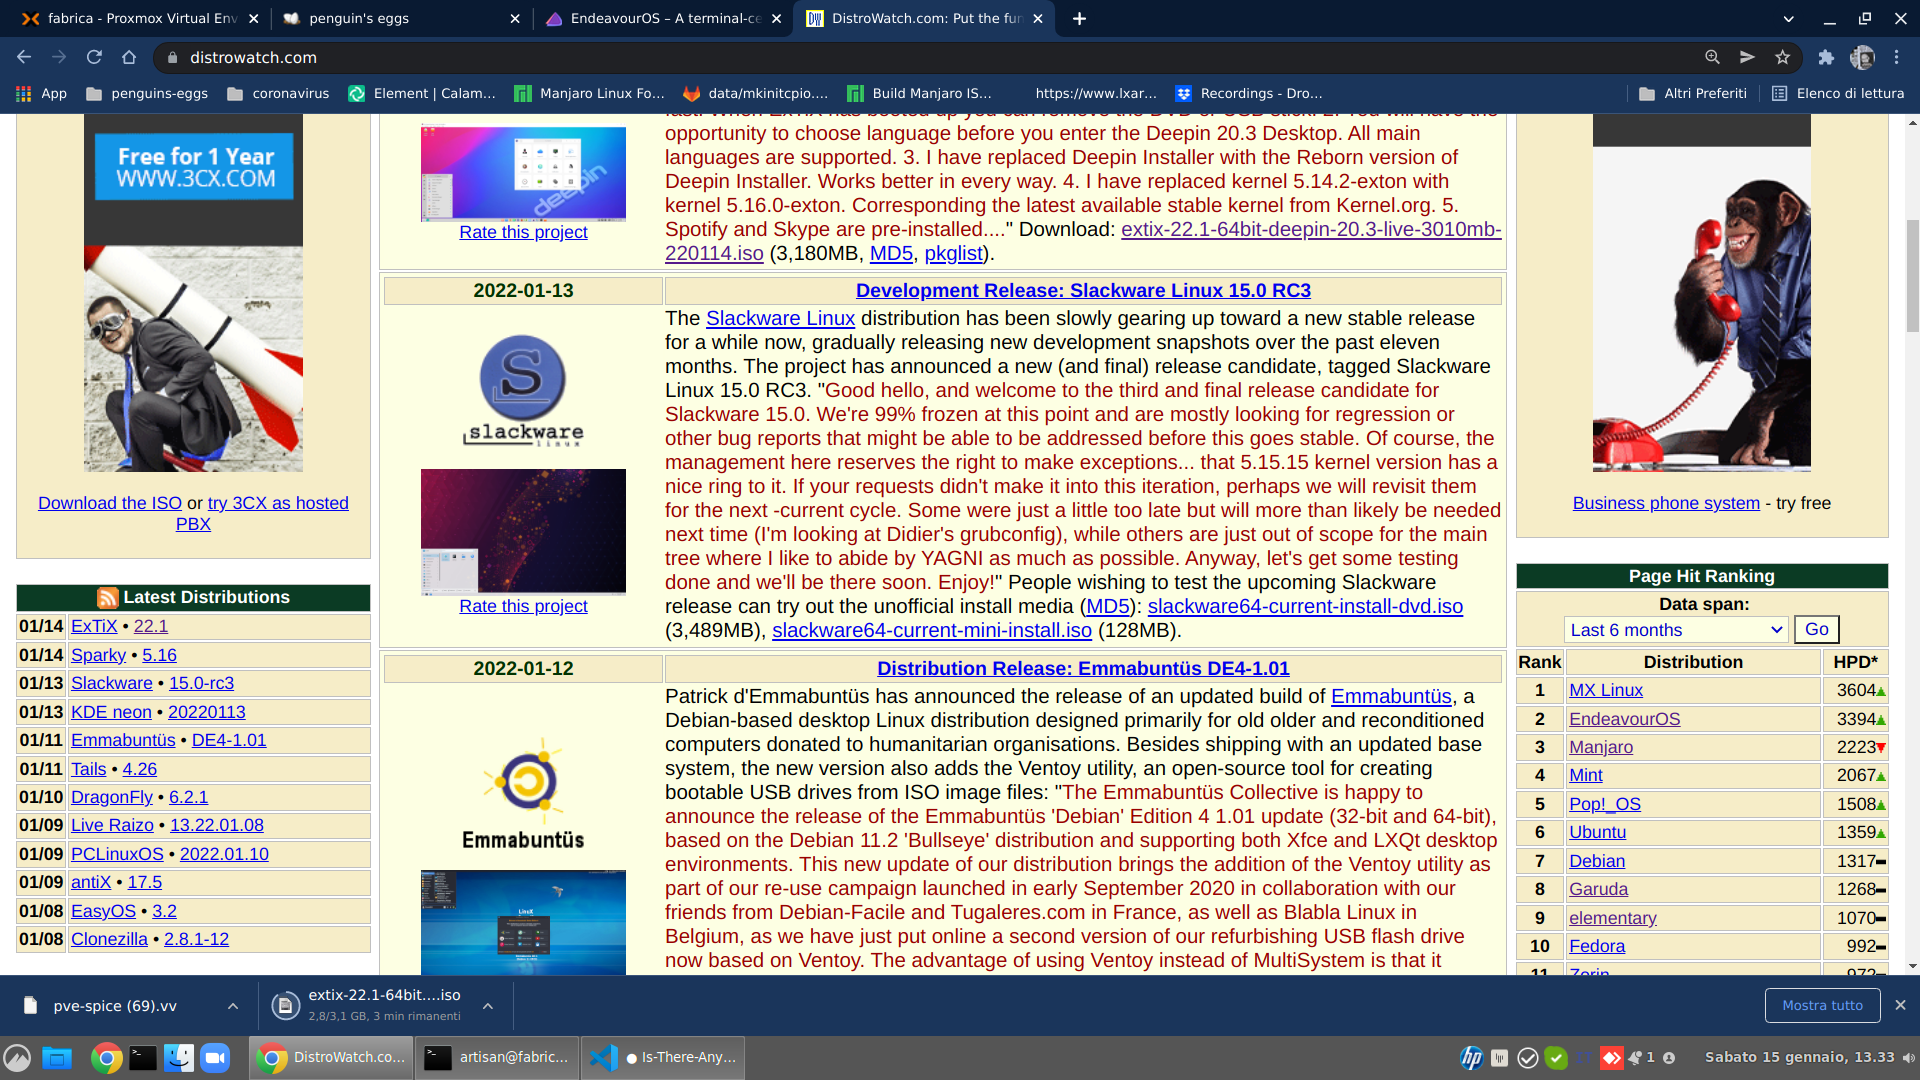 fabrica - Proxmox Virtual Env
penguin's eggs
EndeavourOS – A terminal-ce
DistroWatch.com: Put the fun
distrowatch.com
App
penguins-eggs
coronavirus
Element | Calam...
Manjaro Linux Fo...
data/mkinitcpio....
Build Manjaro IS...
https://www.lxar...
Recordings - Dro...
Altri Preferiti
Elenco di lettura
Free for 1 Year
WWW.3CX.COM
Download the ISO or try 3CX as hosted
PBX
Latest Distributions
01/14 ExTiX • 22.1
01/14 Sparky • 5.16
01/13 Slackware • 15.0-rc3
01/13 KDE neon • 20220113
01/11 Emmabuntüs • DE4-1.01
01/11 Tails • 4.26
01/10 DragonFly • 6.2.1
01/09 Live Raizo • 13.22.01.08
01/09 PCLinuxOS • 2022.01.10
01/09 antiX • 17.5
01/08 EasyOS • 3.2
01/08 Clonezilla • 2.8.1-12
deepin
Rate this project
fast. When ExTiX has booted up you can remove the DVD or USB stick. 2. You will have the
opportunity to choose language before you enter the Deepin 20.3 Desktop. All main
languages are supported. 3. I have replaced Deepin Installer with the Reborn version of
Deepin Installer. Works better in every way. 4. I have replaced kernel 5.14.2-exton with
kernel 5.16.0-exton. Corresponding the latest available stable kernel from Kernel.org. 5.
Spotify and Skype are pre-installed...." Download: extix-22.1-64bit-deepin-20.3-live-3010mb-
220114.iso (3,180MB, MD5, pkglist).
2022-01-13
Development Release: Slackware Linux 15.0 RC3
S
slackware
linux
Rate this project
The Slackware Linux distribution has been slowly gearing up toward a new stable release
for a while now, gradually releasing new development snapshots over the past eleven
months. The project has announced a new (and final) release candidate, tagged Slackware
Linux 15.0 RC3. "Good hello, and welcome to the third and final release candidate for
Slackware 15.0. We're 99% frozen at this point and are mostly looking for regression or
other bug reports that might be able to be addressed before this goes stable. Of course, the
management here reserves the right to make exceptions... that 5.15.15 kernel version has a
nice ring to it. If your requests didn't make it into this iteration, perhaps we will revisit them
for the next -current cycle. Some were just a little too late but will more than likely be needed
next time (I'm looking at Didier's grubconfig), while others are just out of scope for the main
tree where I like to abide by YAGNI as much as possible. Anyway, let's get some testing
done and we'll be there soon. Enjoy!" People wishing to test the upcoming Slackware
release can try out the unofficial install media (MD5): slackware64-current-install-dvd.iso
(3,489MB), slackware64-current-mini-install.iso (128MB).
2022-01-12
Distribution Release: Emmabuntüs DE4-1.01
Emmabuntüs
Patrick d'Emmabuntüs has announced the release of an updated build of Emmabuntüs, a
Debian-based desktop Linux distribution designed primarily for old older and reconditioned
computers donated to humanitarian organisations. Besides shipping with an updated base
system, the new version also adds the Ventoy utility, an open-source tool for creating
bootable USB drives from ISO image files: "The Emmabuntüs Collective is happy to
announce the release of the Emmabuntüs 'Debian' Edition 4 1.01 update (32-bit and 64-bit),
based on the Debian 11.2 'Bullseye' distribution and supporting both Xfce and LXQt desktop
environments. This new update of our distribution brings the addition of the Ventoy utility as
part of our re-use campaign launched in early September 2020 in collaboration with our
friends from Debian-Facile and Tugaleres.com in France, as well as Blabla Linux in
Belgium, as we have just put online a second version of our refurbishing USB flash drive
now based on Ventoy. The advantage of using Ventoy instead of MultiSystem is that it
Business phone system - try free
Page Hit Ranking
Data span:
Last 6 months Go
Rank Distribution HPD*
1 MX Linux 3604
2 EndeavourOS 3394
3 Manjaro 2223
4 Mint 2067
5 Pop!_OS 1508
6 Ubuntu 1359
7 Debian 1317
8 Garuda 1268
9 elementary 1070
10 Fedora 992
11 Zorin 972
pve-spice (69).vv
extix-22.1-64bit....iso
2,8/3,1 GB, 3 min rimanenti
Mostra tutto
DistroWatch.co...
artisan@fabric...
● Is-There-Any...
hp
1
Sabato 15 gennaio, 13.33